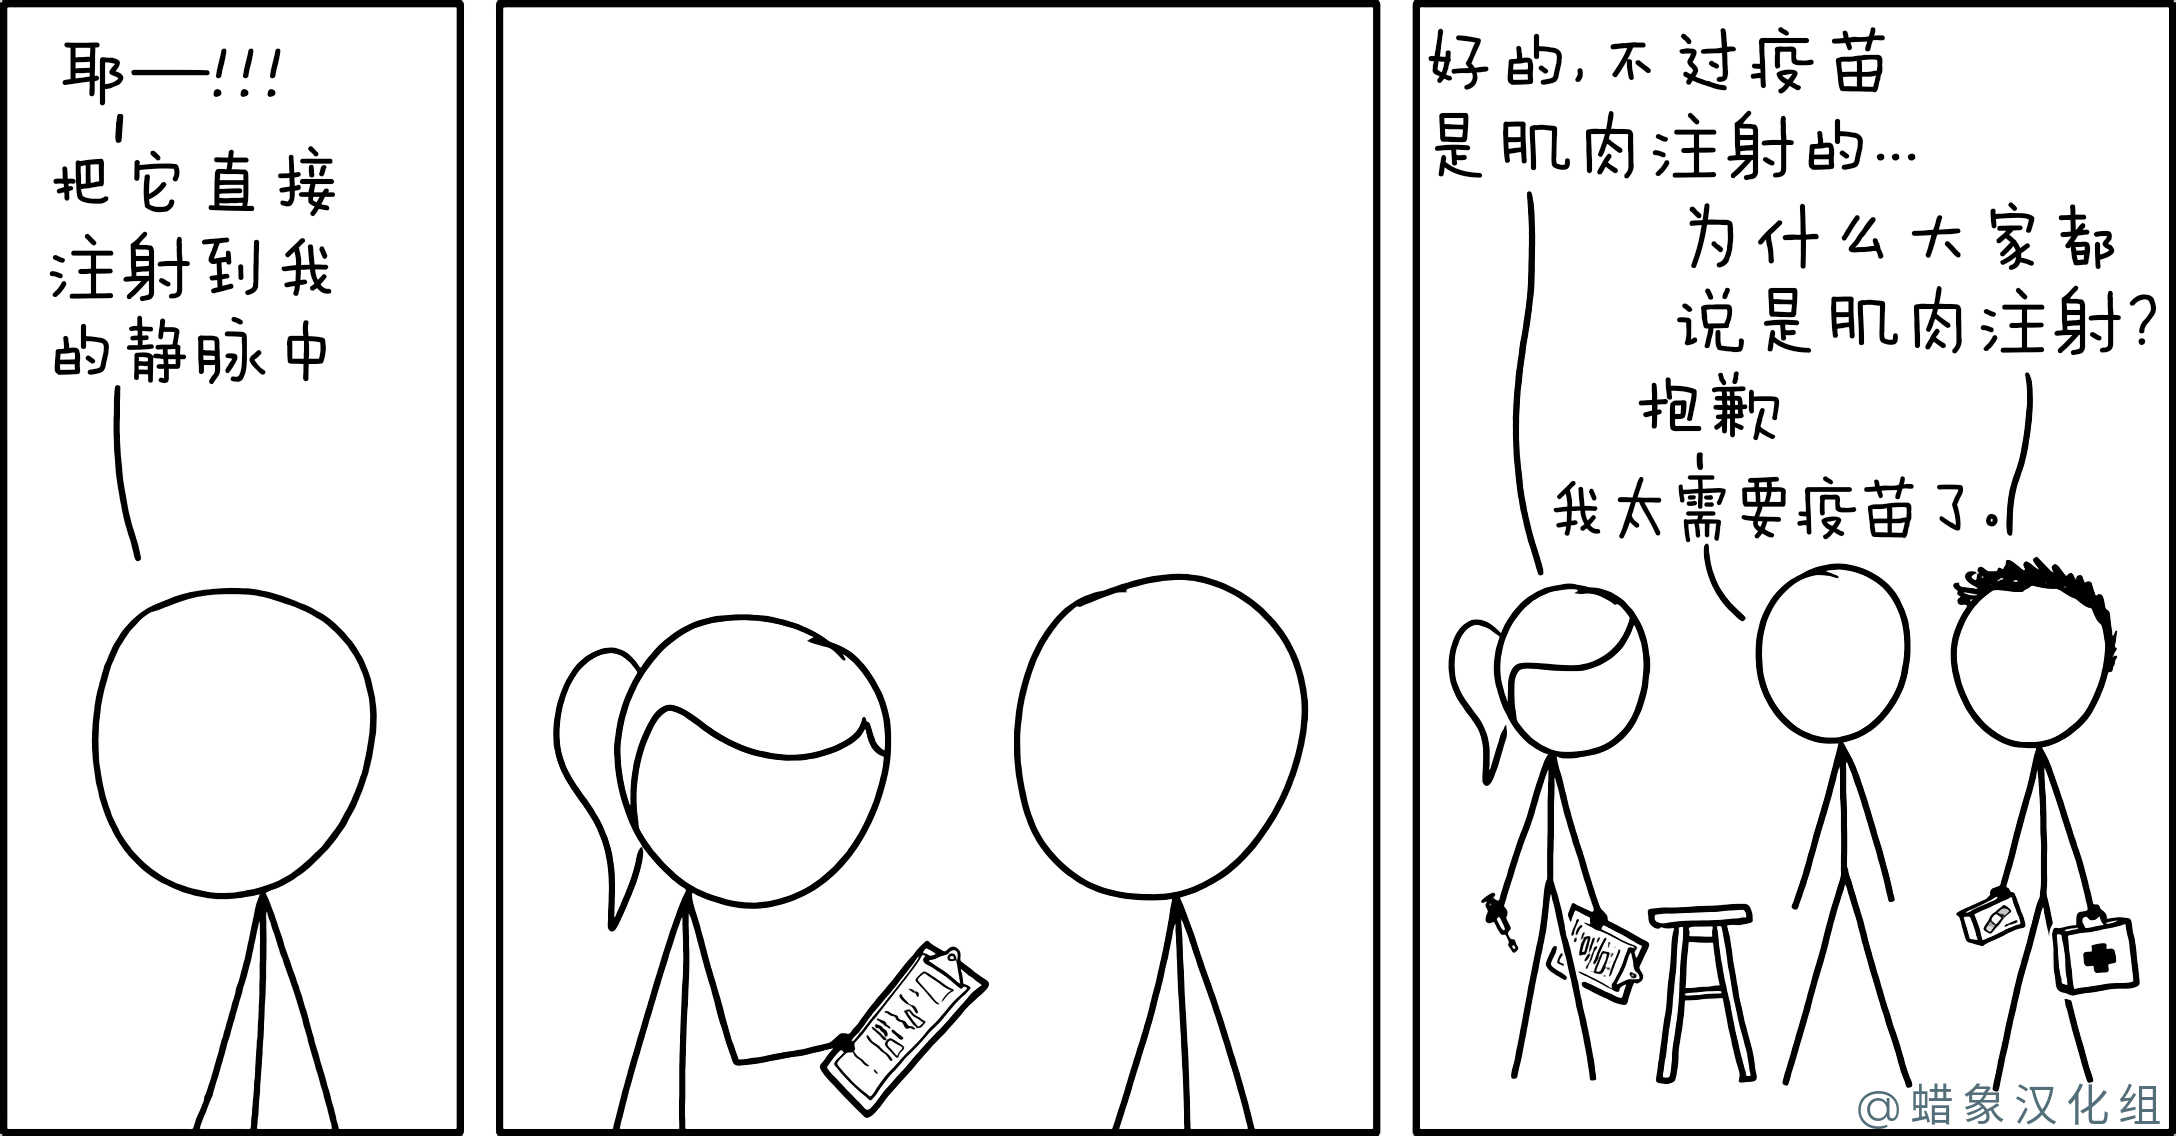 耶——!!!
把它直接
注射到我
的静脉中
好的,不过疫苗
是肌肉注射的...
为什么大家都
说是肌肉注射?
抱歉
我太需要疫苗了。
@蜡象汉化组